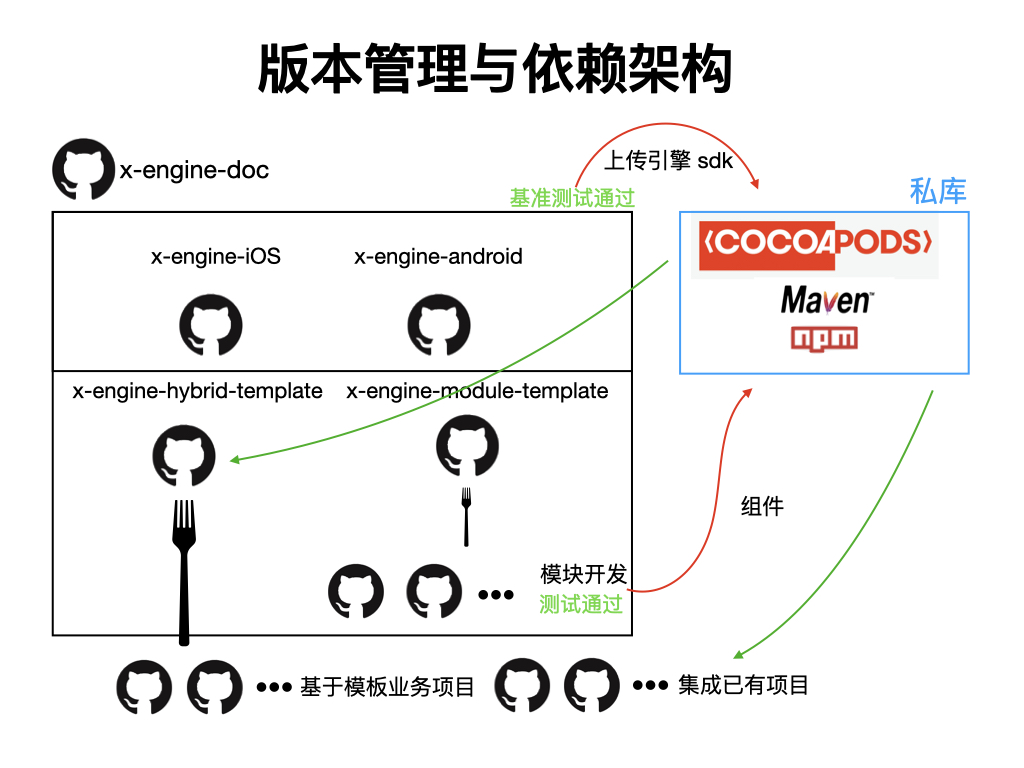 版本管理与依赖架构
x-engine-doc
上传引擎 sdk
基准测试通过
私库
x-engine-iOS
x-engine-android
COCOAPODS
Maven™
npm
x-engine-hybrid-template
x-engine-module-template
组件
模块开发
测试通过
••• 基于模板业务项目
••• 集成已有项目